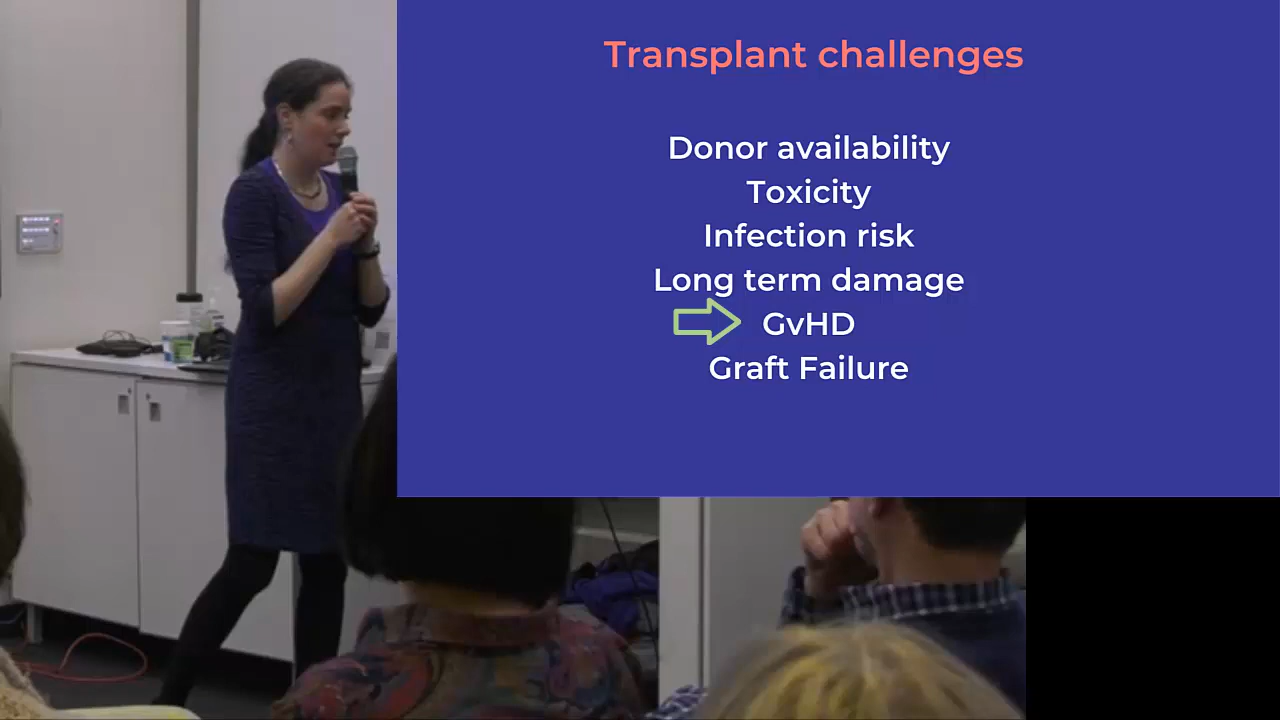 Transplant challenges
Donor availability
Toxicity
Infection risk
Long term damage
GvHD
Graft Failure